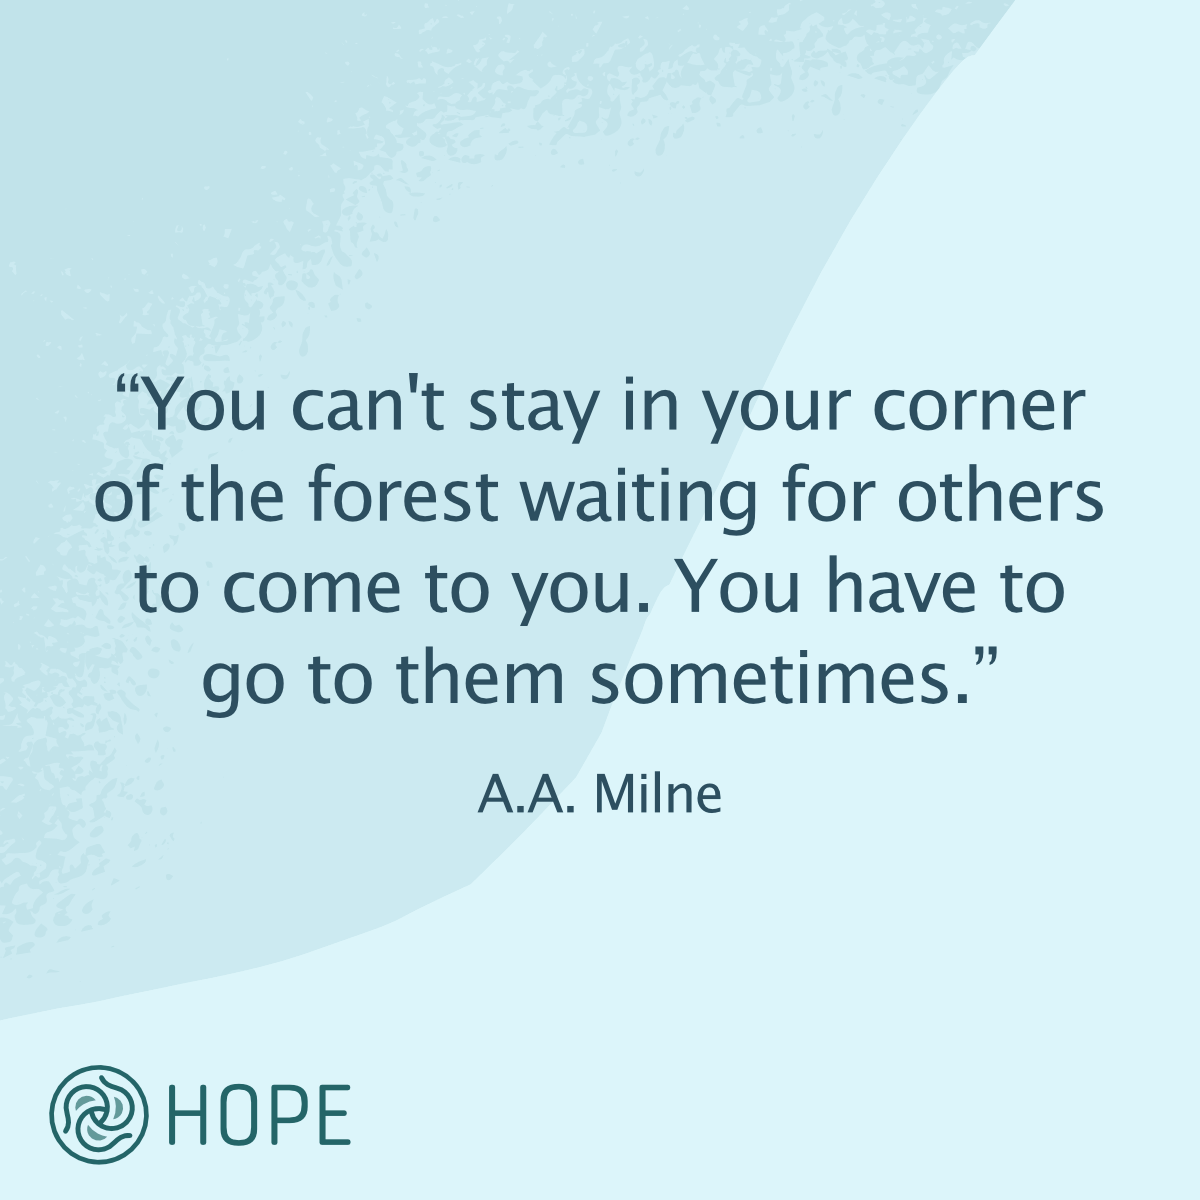 “You can't stay in your corner
of the forest waiting for others
to come to you. You have to
go to them sometimes.”
A.A. Milne
HOPE